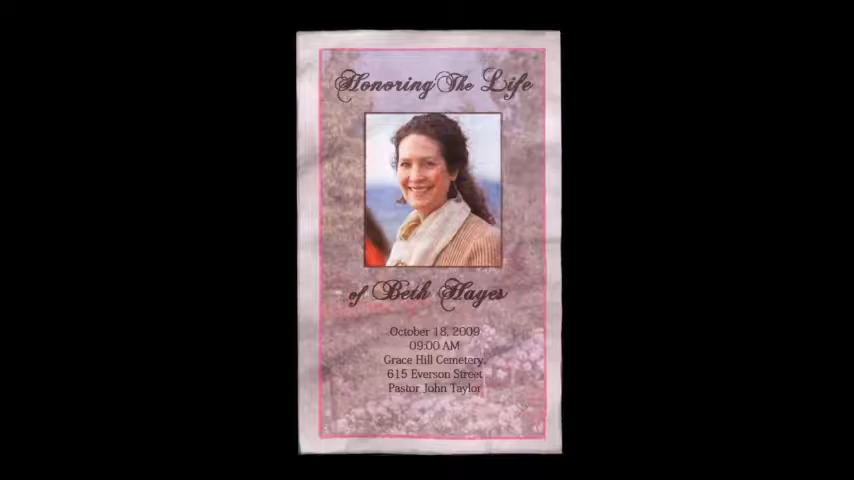 Honoring The Life
of Beth Hayes
October 18, 2009
09:00 AM
Grace Hill Cemetery,
615 Everson Street
Pastor John Taylor